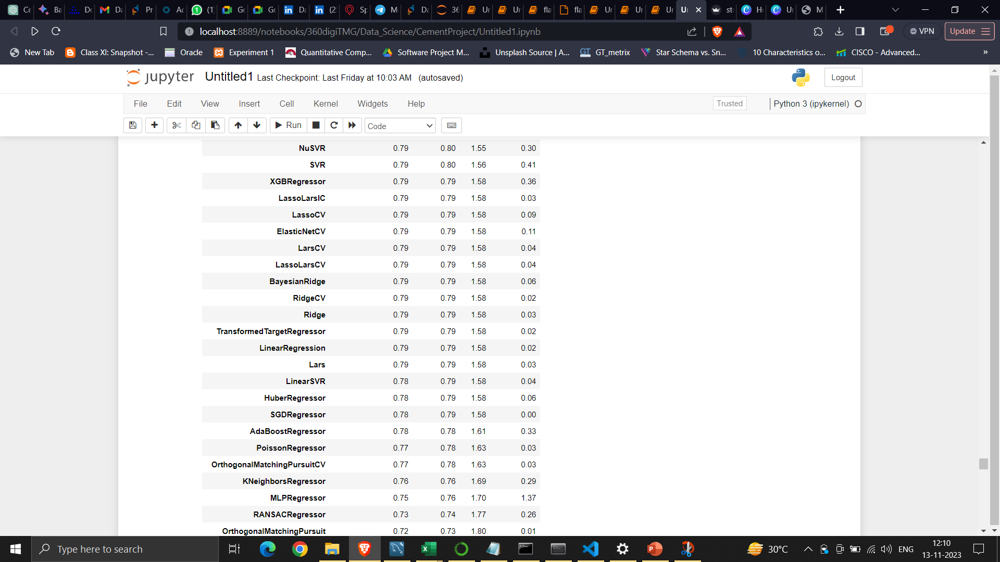 Ce Ba Do Da Pr Ac (1) Go Go Da (2 Sp M Da 36 Ur Ur fla fla Ur Ur Ur Ur st H Ur M
localhost:8889/notebooks/360digiTMG/Data_Science/CementProject/Untitled1.ipynb VPN Update
New Tab Class XI: Snapshot -... Oracle Experiment 1 Quantitative Comp... Software Project M... Unsplash Source | A... GT_metrix Star Schema vs. Sn... 10 Characteristics o... CISCO - Advanced... »
jupyter Untitled1 Last Checkpoint: Last Friday at 10:03 AM (autosaved) Logout
File Edit View Insert Cell Kernel Widgets Help Trusted Python 3 (ipykernel)
Run Code
NuSVR 0.79 0.80 1.55 0.30
SVR 0.79 0.80 1.56 0.41
XGBRegressor 0.79 0.79 1.58 0.36
LassoLarsIC 0.79 0.79 1.58 0.03
LassoCV 0.79 0.79 1.58 0.09
ElasticNetCV 0.79 0.79 1.58 0.11
LarsCV 0.79 0.79 1.58 0.04
LassoLarsCV 0.79 0.79 1.58 0.04
BayesianRidge 0.79 0.79 1.58 0.06
RidgeCV 0.79 0.79 1.58 0.02
Ridge 0.79 0.79 1.58 0.03
TransformedTargetRegressor 0.79 0.79 1.58 0.02
LinearRegression 0.79 0.79 1.58 0.02
Lars 0.79 0.79 1.58 0.03
LinearSVR 0.78 0.79 1.58 0.04
HuberRegressor 0.78 0.79 1.58 0.06
SGDRegressor 0.78 0.79 1.58 0.00
AdaBoostRegressor 0.78 0.78 1.61 0.33
PoissonRegressor 0.77 0.78 1.63 0.03
OrthogonalMatchingPursuitCV 0.77 0.78 1.63 0.03
KNeighborsRegressor 0.76 0.76 1.69 0.29
MLPRegressor 0.75 0.76 1.70 1.37
RANSACRegressor 0.73 0.74 1.77 0.26
OrthogonalMatchingPursuit 0.72 0.73 1.80 0.01
Type here to search 30°C ENG 12:10
13-11-2023